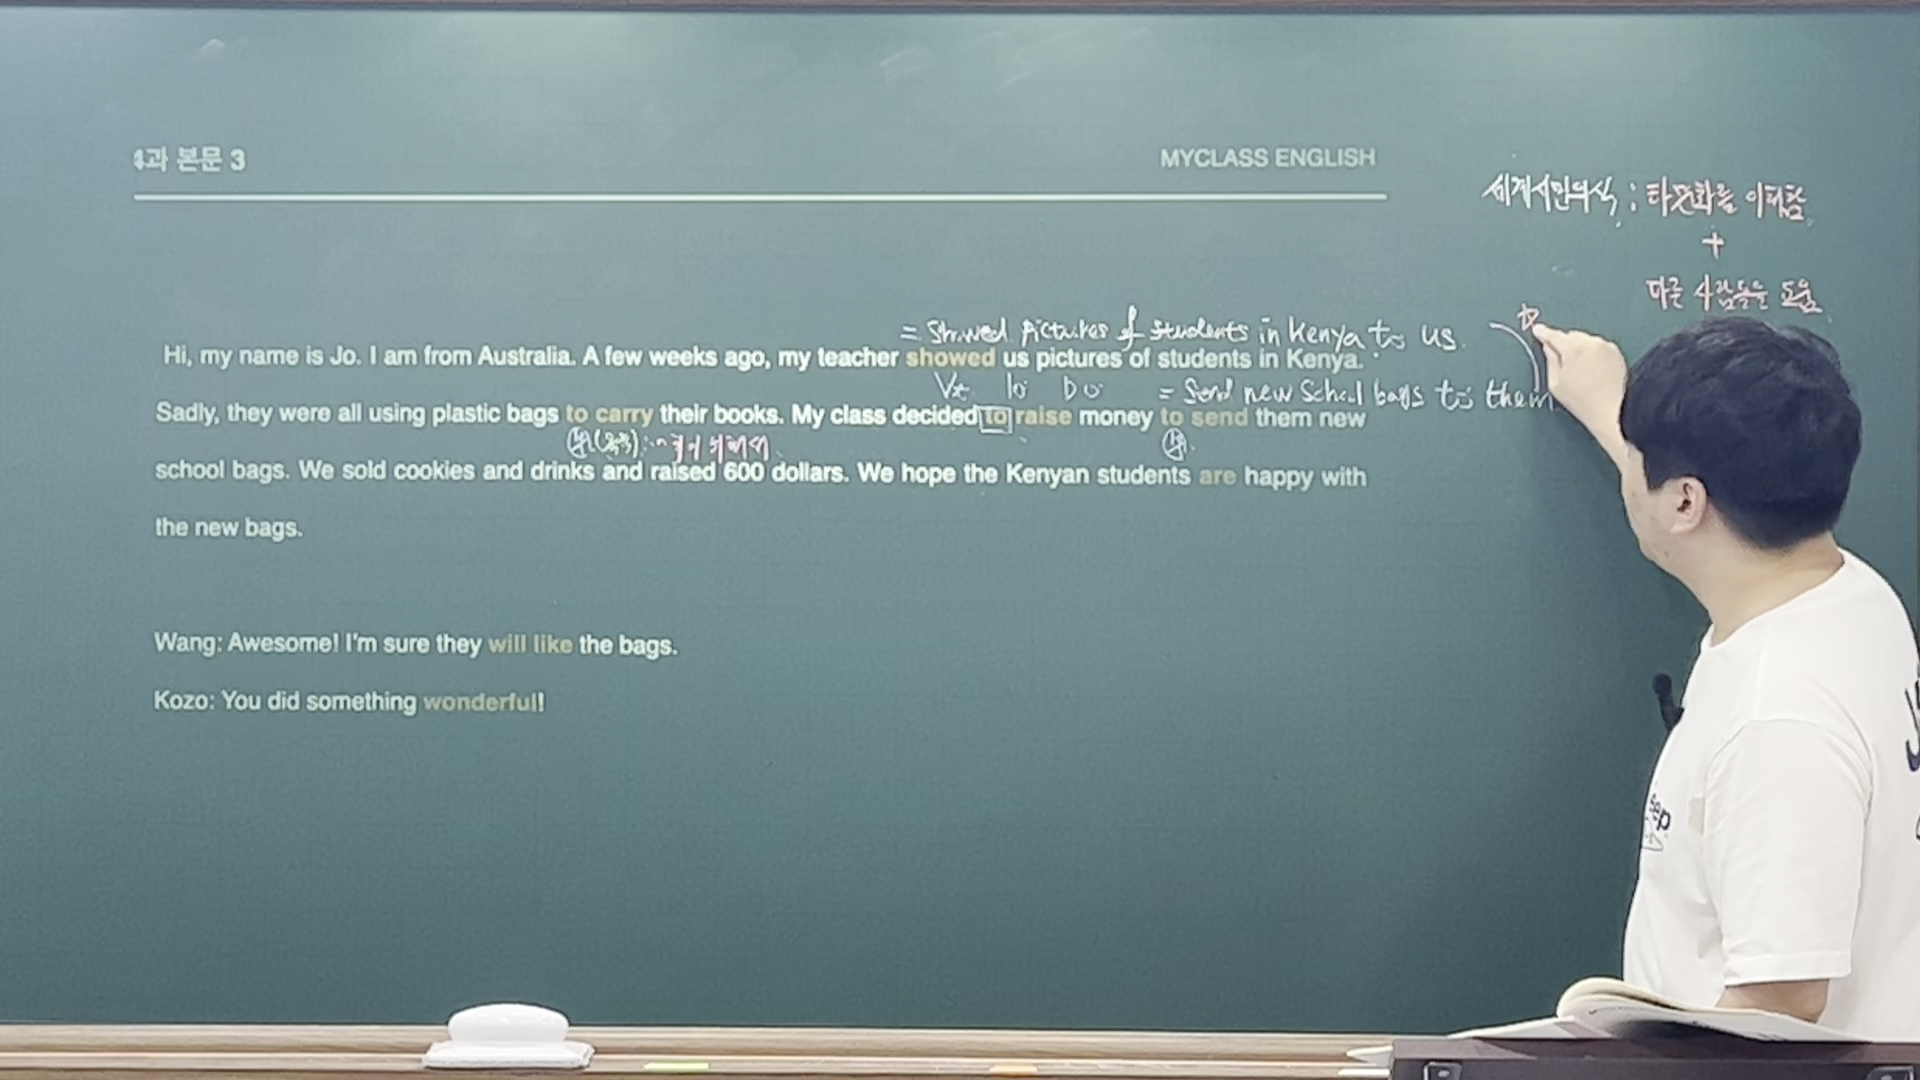 4과 본문 3
MYCLASS ENGLISH
세계시민의식 : 타문화를 이해함
+
다른 사람들을 도움
= Showed pictures of students in Kenya to us.
Hi, my name is Jo. I am from Australia. A few weeks ago, my teacher showed us pictures of students in Kenya.
= Send new School bags to them
Sadly, they were all using plastic bags to carry their books. My class decided to raise money to send them new
위해서
school bags. We sold cookies and drinks and raised 600 dollars. We hope the Kenyan students are happy with
the new bags.
Wang: Awesome! I'm sure they will like the bags.
Kozo: You did something wonderful!